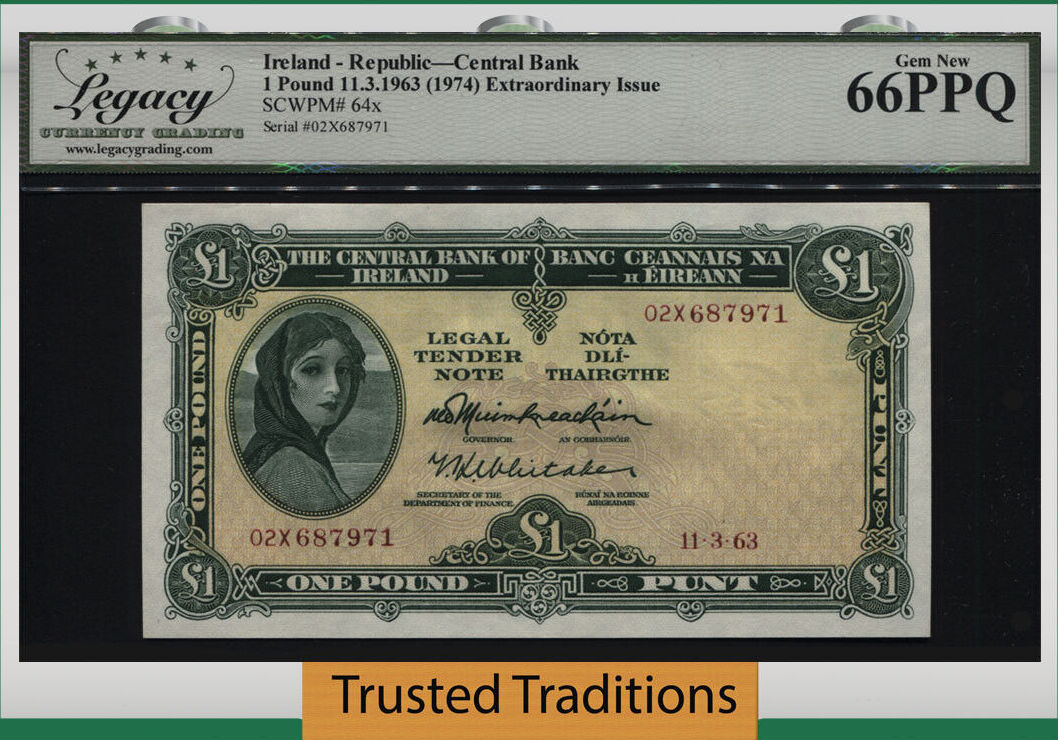 Legacy
CURRENCY GRADING
www.legacygrading.com
Ireland - Republic—Central Bank
1 Pound 11.3.1963 (1974) Extraordinary Issue
SCWPM# 64x
Serial #02X687971
Gem New
66PPQ
£1
THE CENTRAL BANK OF
IRELAND
BANC CEANNAIS NA
H ÉIREANN
£1
02X687971
LEGAL
TENDER
NOTE
NÓTA
DLÍ-
THAIRGTHE
ONE POUND
GOVERNOR.
AN GOBHARNÓIR.
T.K. Whitaker
SECRETARY OF THE
DEPARTMENT OF FINANCE.
RÚNAÍ NA ROINNE
AIRGEADAIS
02X687971
£1
11·3·63
£1
ONE POUND
PUNT
£1
Trusted Traditions